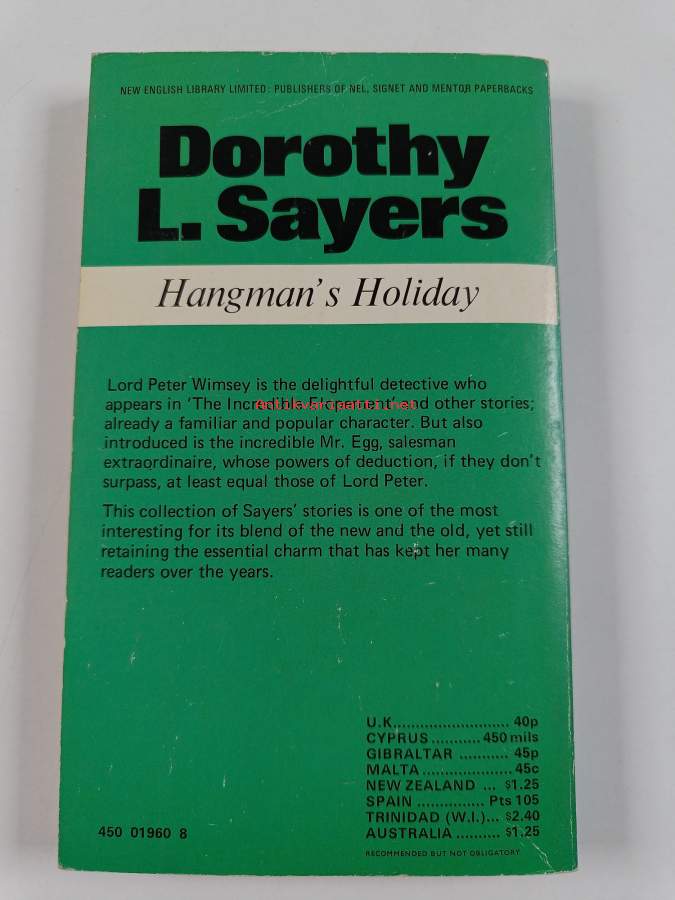 NEW ENGLISH LIBRARY LIMITED: PUBLISHERS OF NEL, SIGNET AND MENTOR PAPERBACKS
Dorothy
L. Sayers
Hangman's Holiday
Lord Peter Wimsey is the delightful detective who
appears in 'The Incredible Elopement' and other stories;
already a familiar and popular character. But also
introduced is the incredible Mr. Egg, salesman
extraordinaire, whose powers of deduction, if they don't
surpass, at least equal those of Lord Peter.
This collection of Sayers' stories is one of the most
interesting for its blend of the new and the old, yet still
retaining the essential charm that has kept her many
readers over the years.
U.K.......................... 40p
CYPRUS ........... 450 mils
GIBRALTAR ........... 45p
MALTA .................... 45c
NEW ZEALAND ... $1.25
SPAIN ............... Pts 105
TRINIDAD (W.I.)... $2.40
AUSTRALIA .......... $1.25
RECOMMENDED BUT NOT OBLIGATORY
450 01960 8